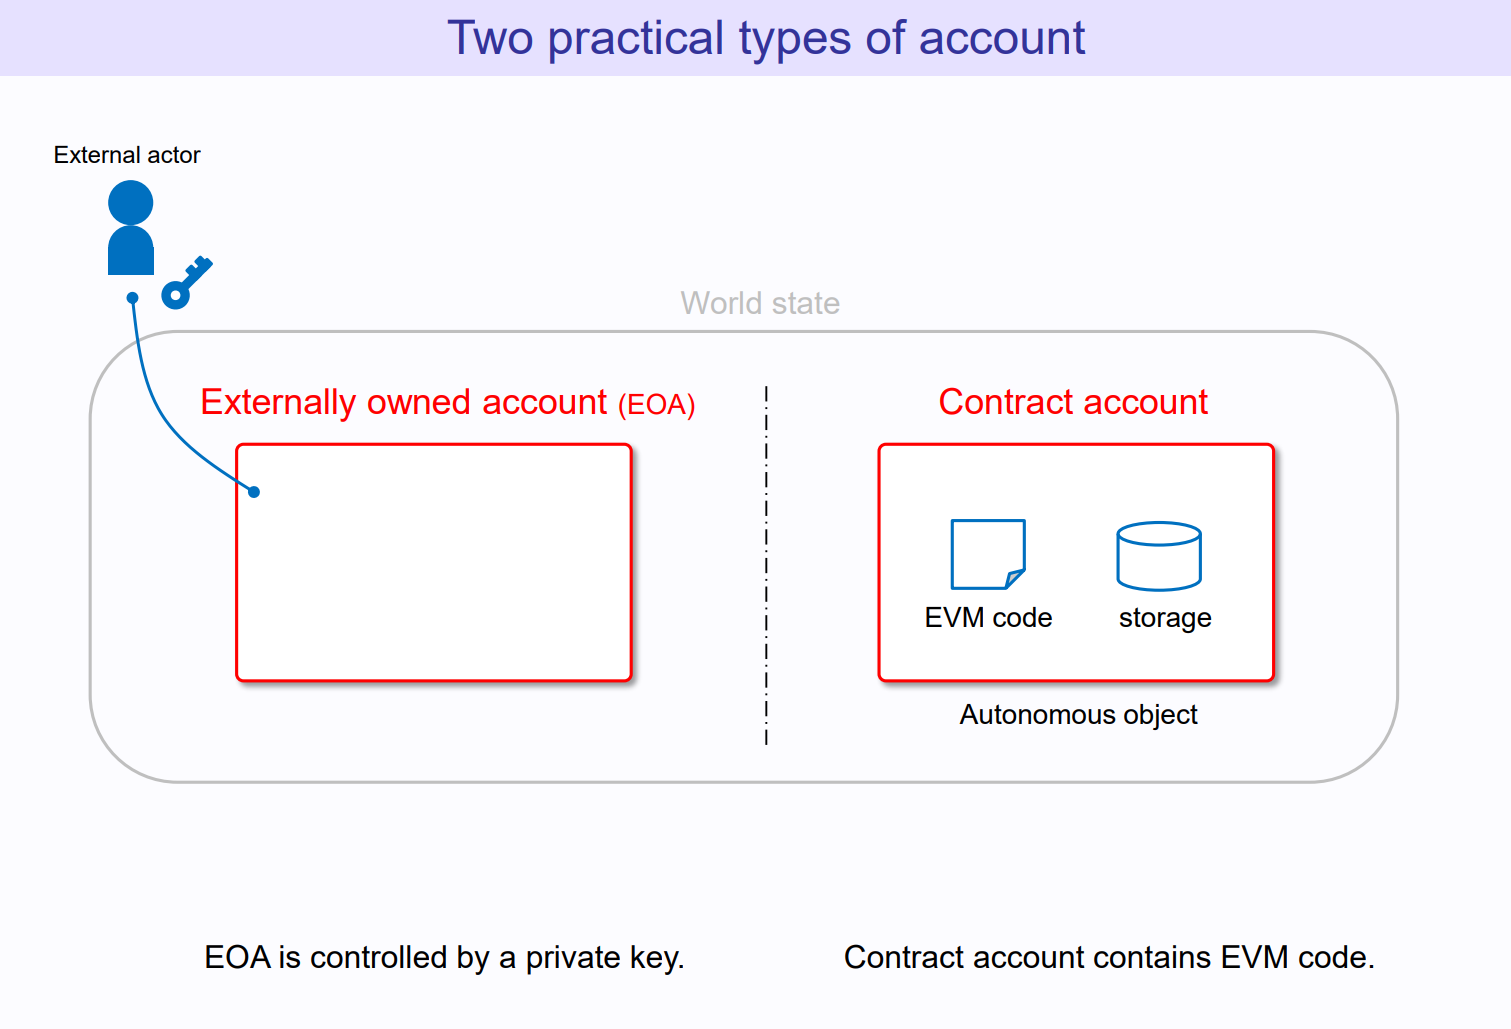 Two practical types of account
External actor
World state
Externally owned account (EOA)
Contract account
EVM code
storage
Autonomous object
EOA is controlled by a private key.
Contract account contains EVM code.